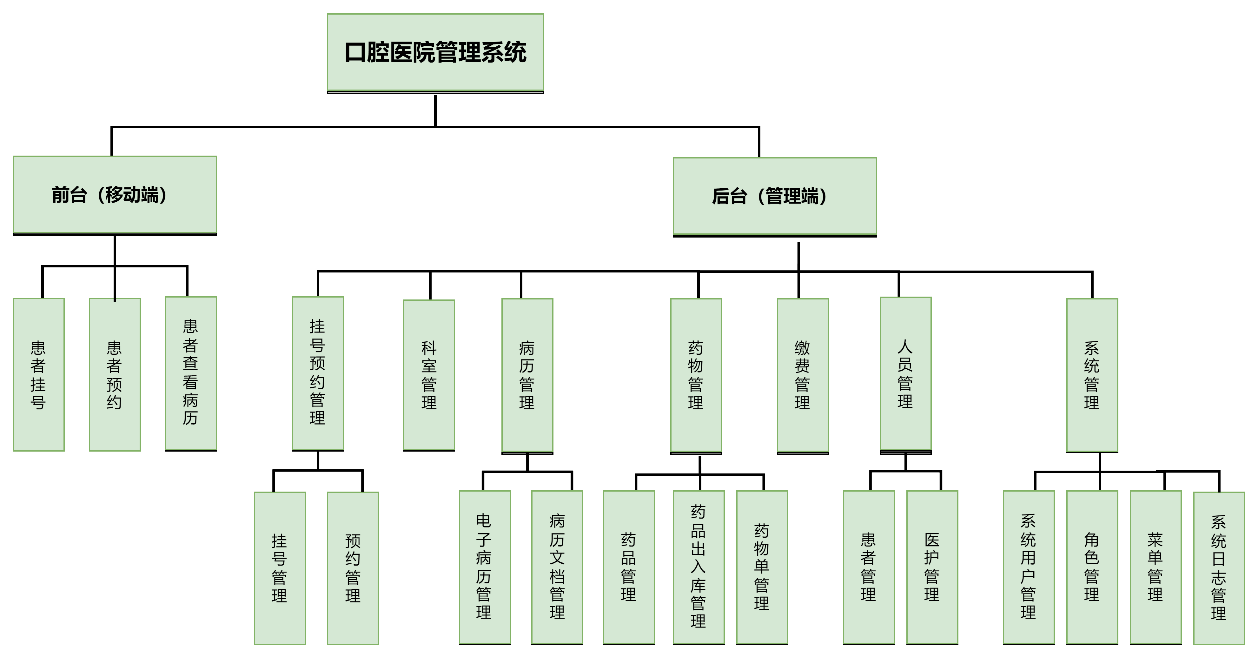 口腔医院管理系统
前台（移动端）
后台（管理端）
患者挂号
患者预约
患者查看病历
挂号预约管理
科室管理
病历管理
药物管理
缴费管理
人员管理
系统管理
挂号管理
预约管理
电子病历管理
病历文档管理
药品管理
药品出入库管理
药物单管理
患者管理
医护管理
系统用户管理
角色管理
菜单管理
系统日志管理